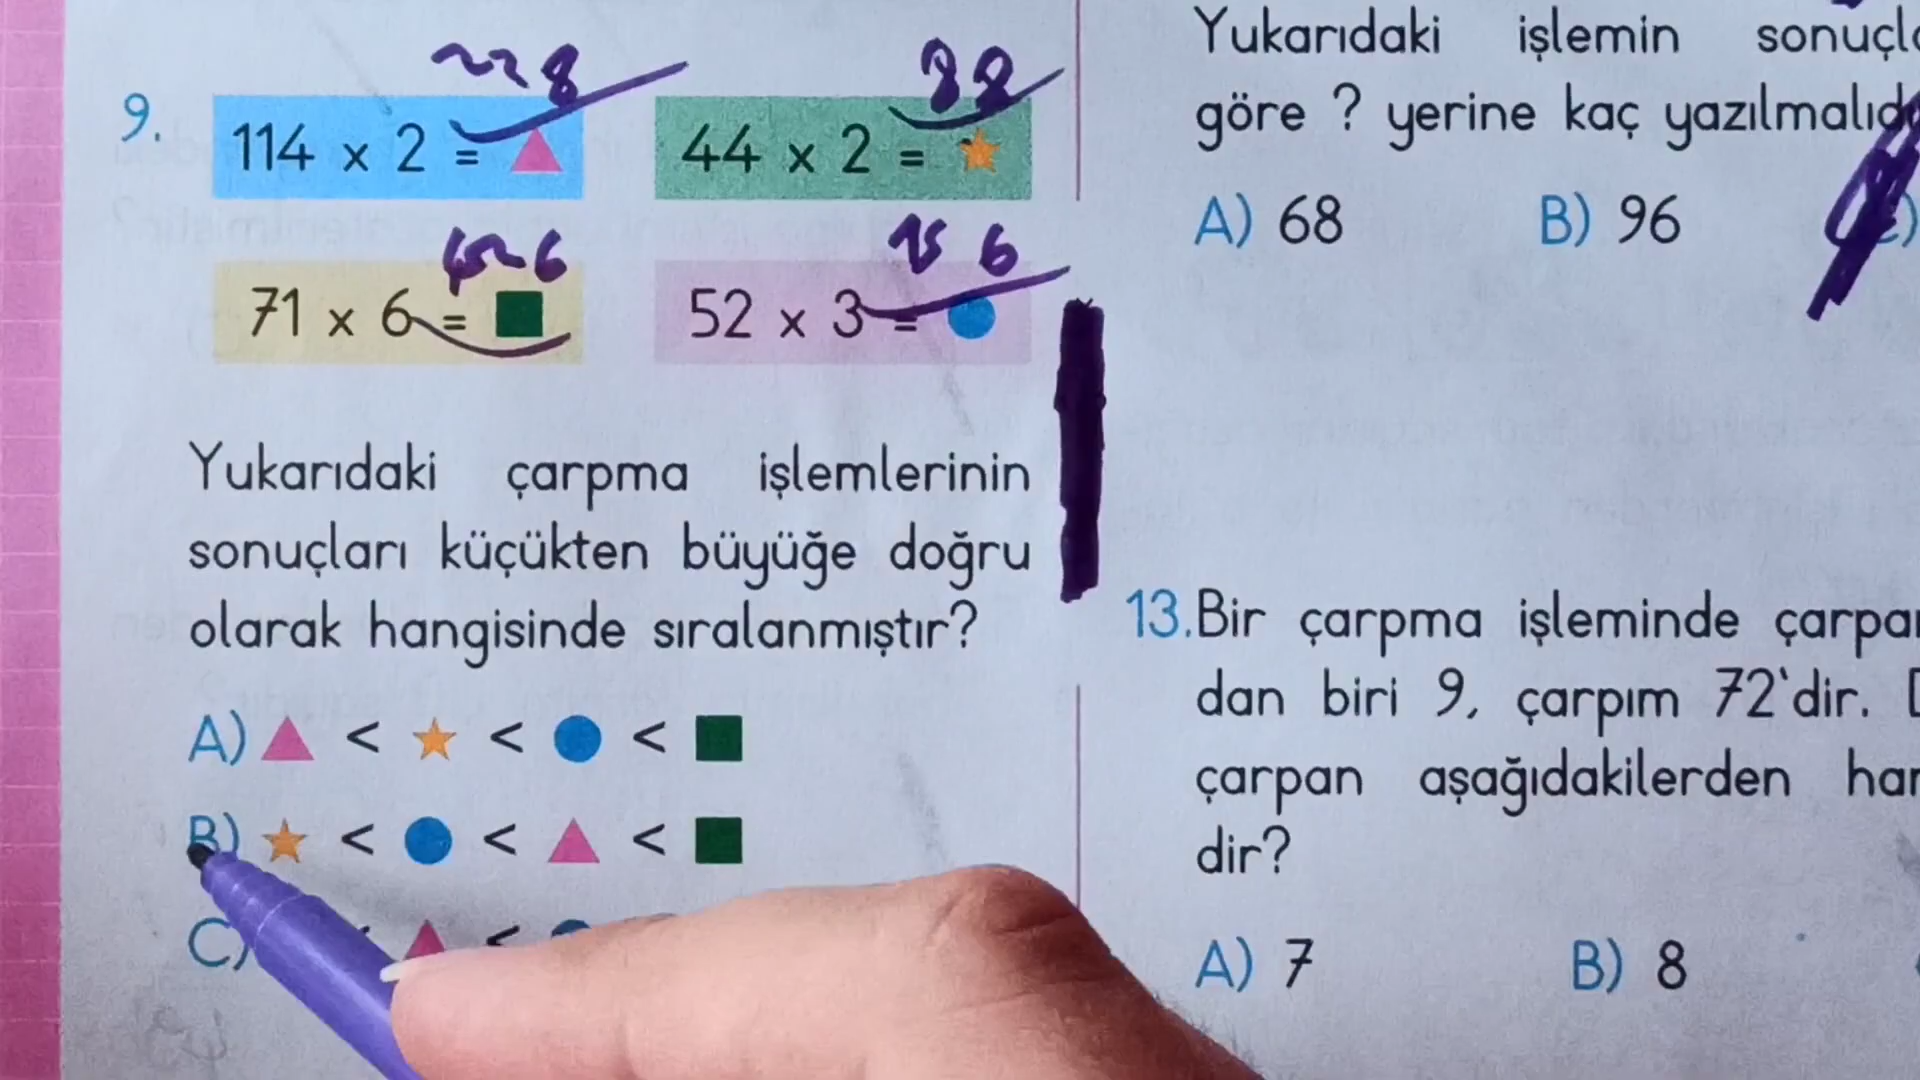 9.
228
88
114 x 2 =
44 x 2 =
426
156
71 x 6 =
52 x 3 =
Yukarıdaki çarpma işlemlerinin
sonuçları küçükten büyüğe doğru
olarak hangisinde sıralanmıştır?
A) < < <
B) < < <
C) < <
Yukarıdaki işlemin
göre ? yerine kaç
A) 68 B) 96
13. Bir çarpma işleminde
dan biri 9, çarpım 72'dir.
çarpan aşağıdakilerden
dir?
A) 7 B) 8